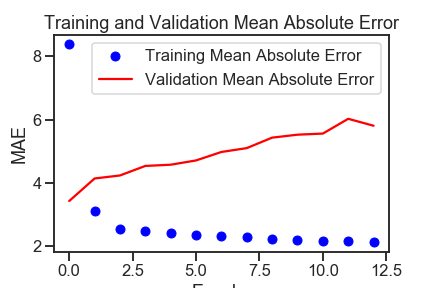 Training and Validation Mean Absolute Error
Training Mean Absolute Error
Validation Mean Absolute Error
MAE
8
6
4
2
0.0 2.5 5.0 7.5 10.0 12.5